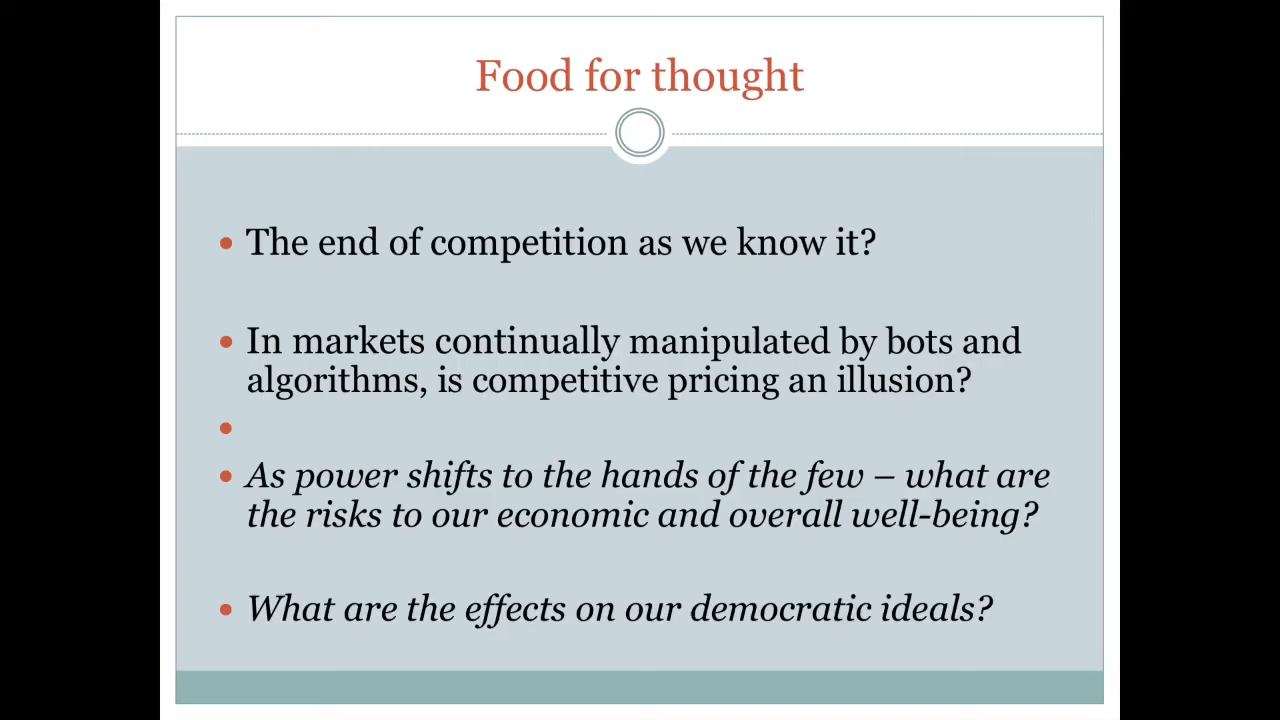 Food for thought
The end of competition as we know it?
In markets continually manipulated by bots and
algorithms, is competitive pricing an illusion?
As power shifts to the hands of the few – what are
the risks to our economic and overall well-being?
What are the effects on our democratic ideals?